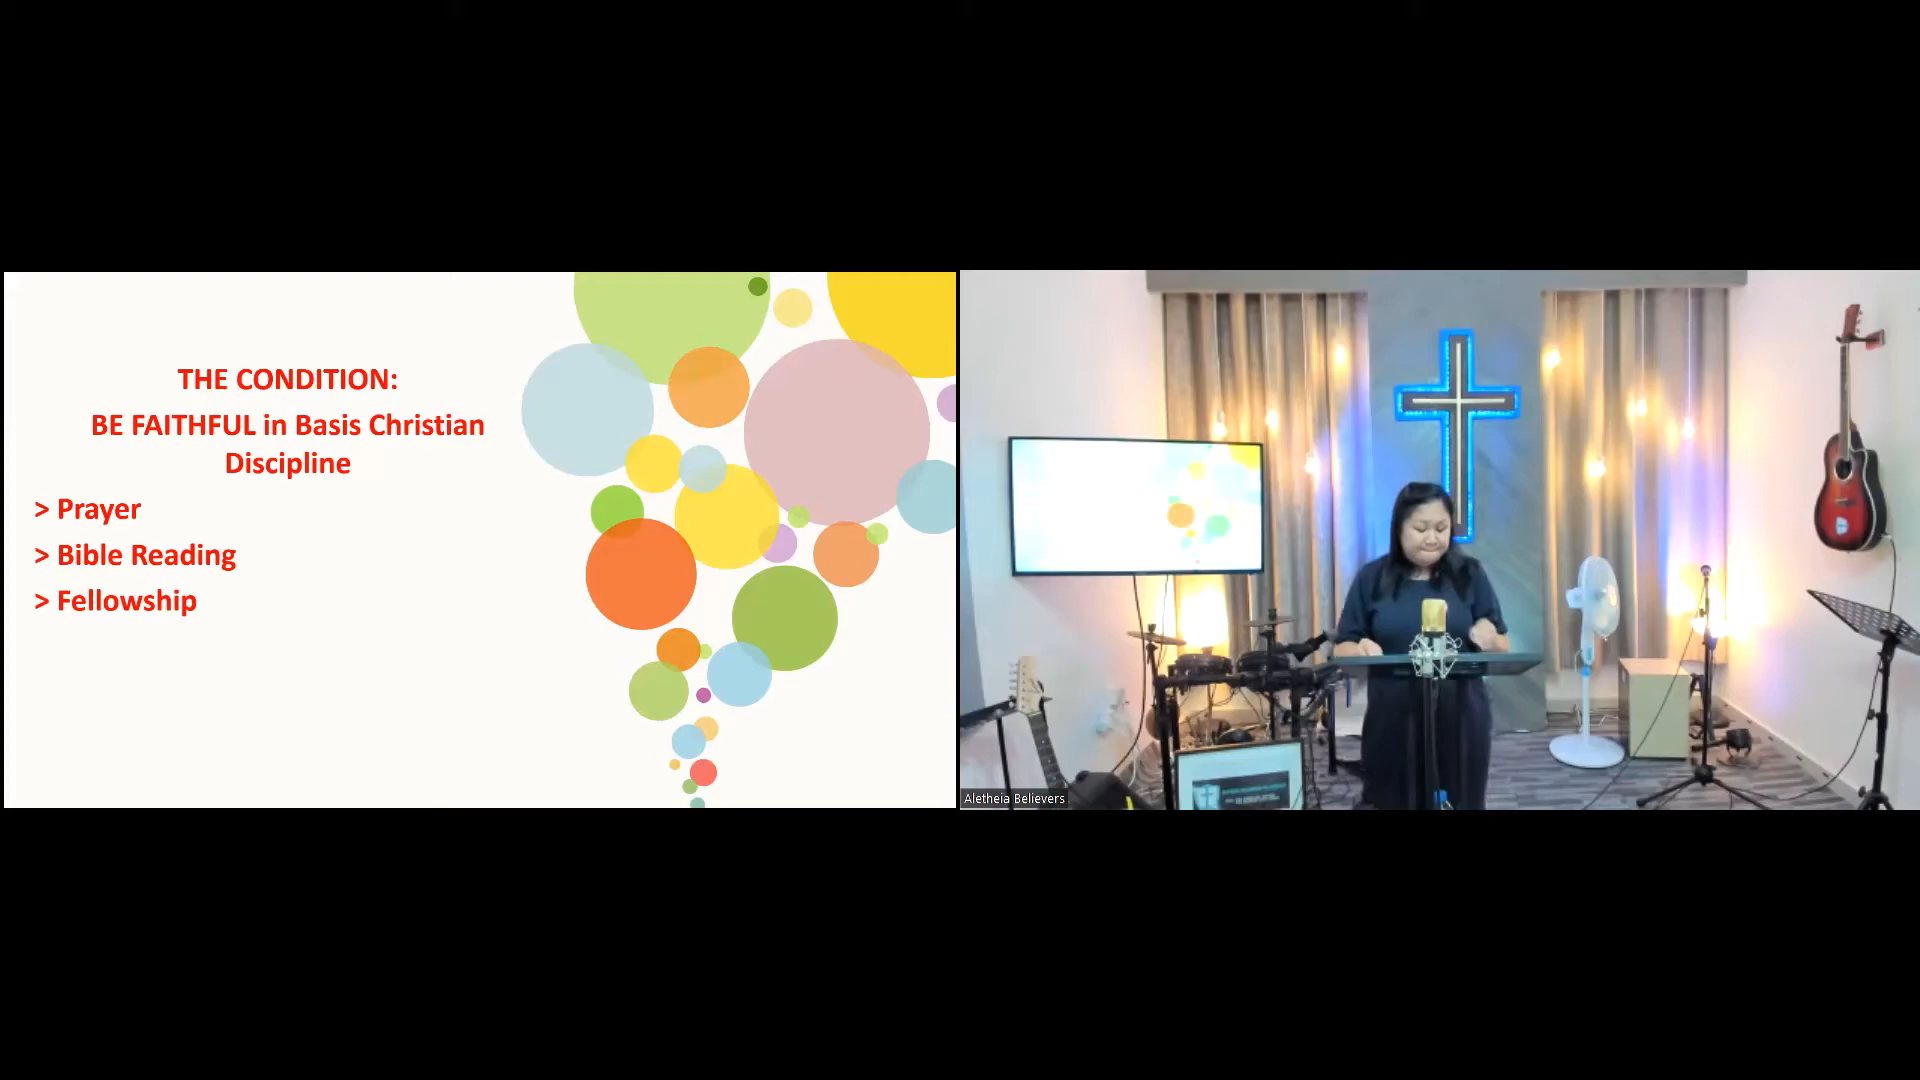 THE CONDITION:
BE FAITHFUL in Basis Christian
Discipline
> Prayer
> Bible Reading
> Fellowship
Aletheia Believers